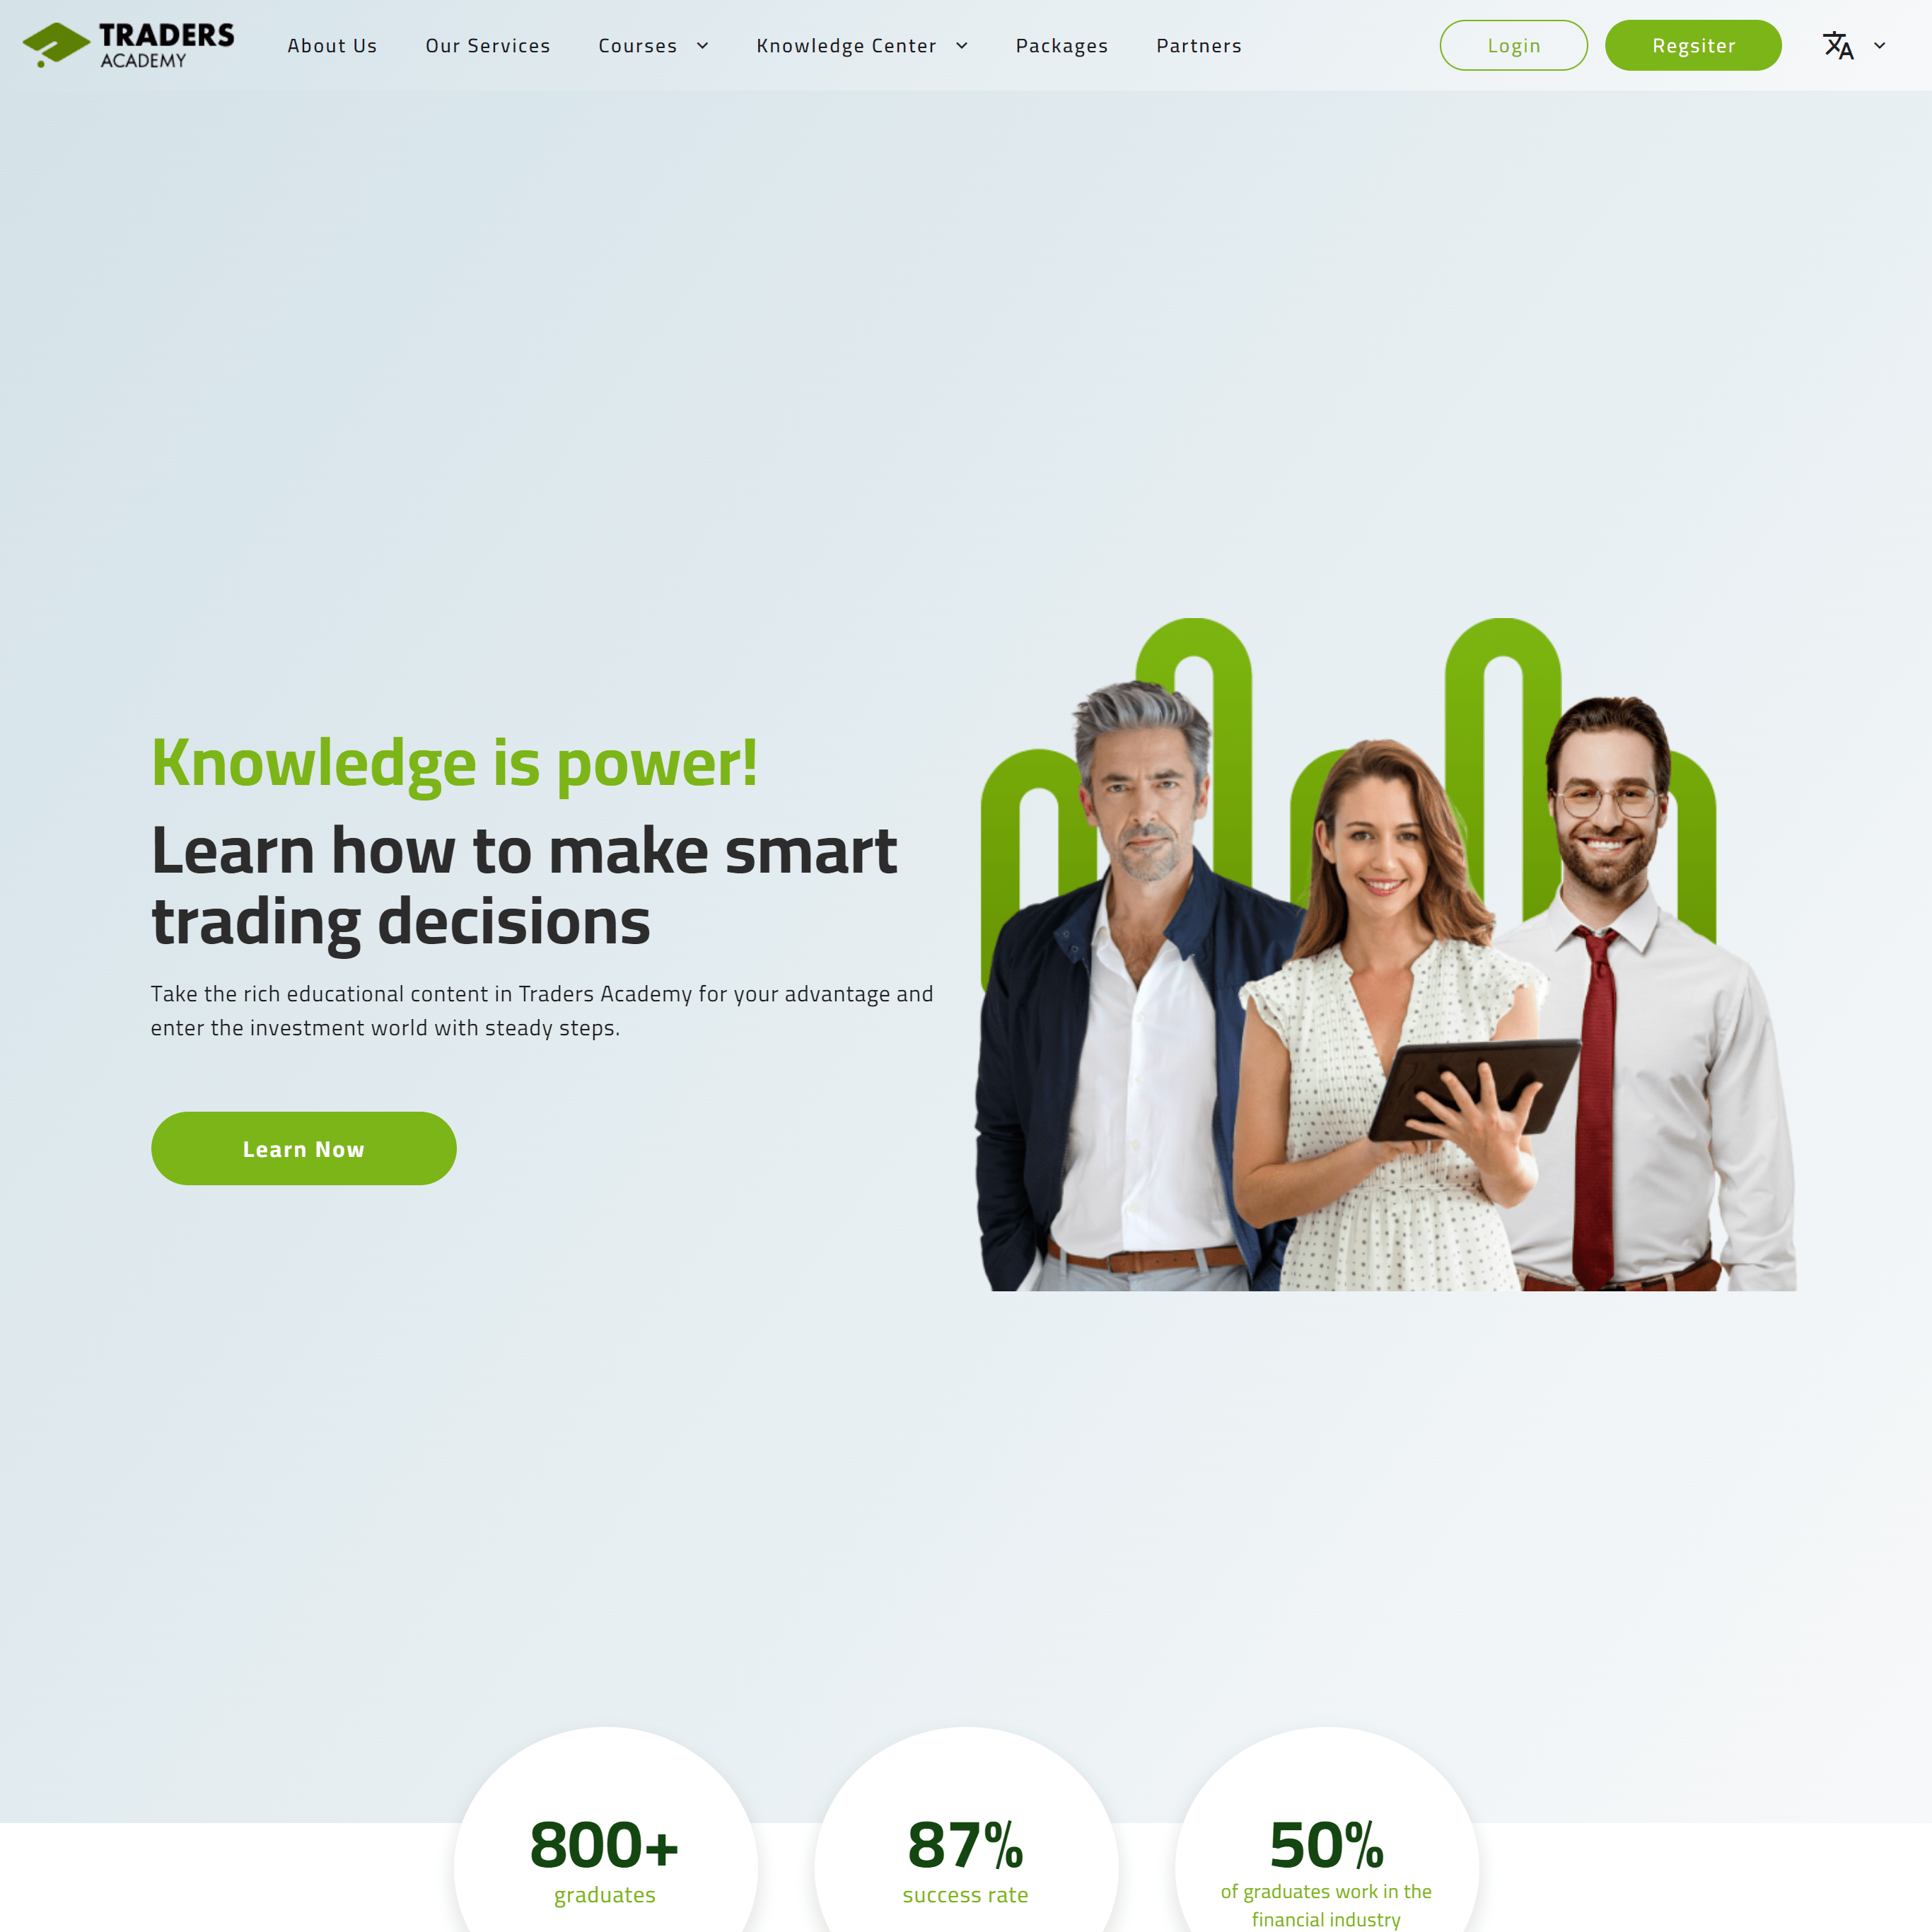 TRADERS
ACADEMY
About Us
Our Services
Courses
Knowledge Center
Packages
Partners
Login
Regsiter
Knowledge is power!
Learn how to make smart
trading decisions
Take the rich educational content in Traders Academy for your advantage and
enter the investment world with steady steps.
Learn Now
800+
graduates
87%
success rate
50%
of graduates work in the
financial industry